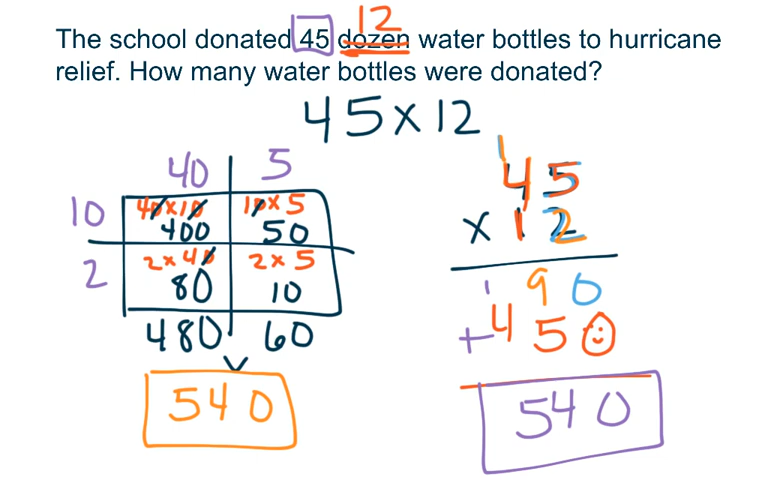 12
The school donated 45 dozen water bottles to hurricane
relief. How many water bottles were donated?
45 x 12
40 5
10 40x10 10x5
400 50
2 2x40 2x5
80 10
480 60
540
1
45
x 12
1
90
+450
540